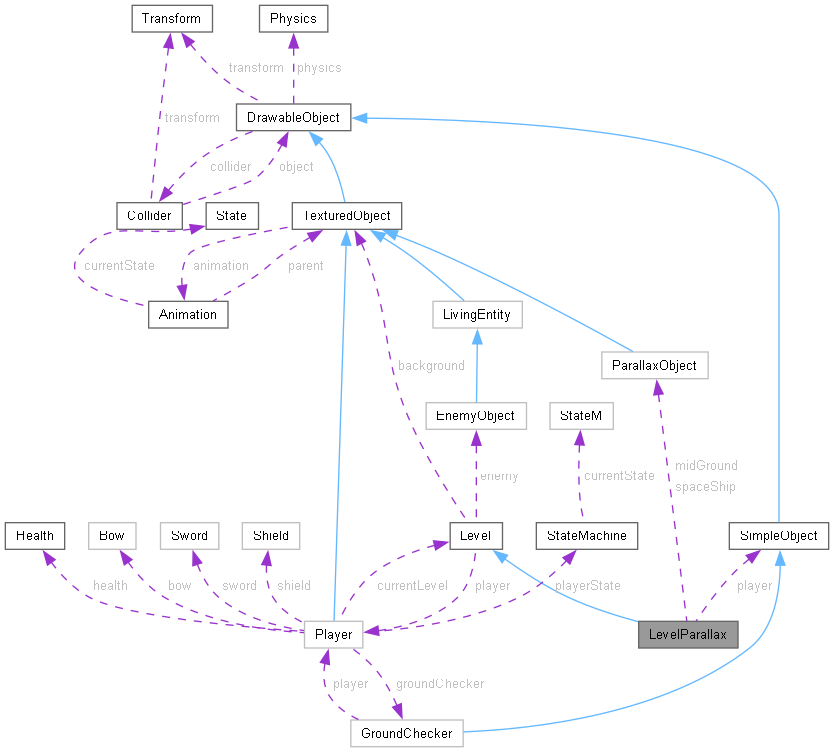 Transform
Physics
transform
physics
DrawableObject
transform
collider
object
Collider
State
TexturedObject
currentState
animation
parent
Animation
LivingEntity
background
ParallaxObject
EnemyObject
StateM
midGround
enemy
currentState
spaceShip
Health
Bow
Sword
Shield
Level
StateMachine
SimpleObject
health
bow
sword
shield
currentLevel
player
playerState
player
Player
LevelParallax
player
groundChecker
GroundChecker